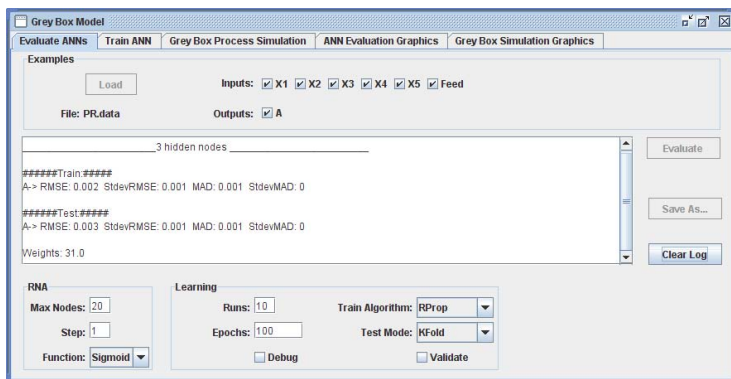 Grey Box Model
Evaluate ANNs Train ANN Grey Box Process Simulation ANN Evaluation Graphics Grey Box Simulation Graphics
Examples
Load Inputs: X1 X2 X3 X4 X5 Feed
File: PR.data Outputs: A
___________________________3 hidden nodes ___________________________
Evaluate
######Train:#####
A-> RMSE: 0.002 StdevRMSE: 0.001 MAD: 0.001 StdevMAD: 0
######Test:#####
Save As...
A-> RMSE: 0.003 StdevRMSE: 0.001 MAD: 0.001 StdevMAD: 0
Weights: 31.0
Clear Log
RNA Learning
Max Nodes: 20 Runs: 10 Train Algorithm: RProp
Step: 1 Epochs: 100 Test Mode: KFold
Function: Sigmoid Debug Validate